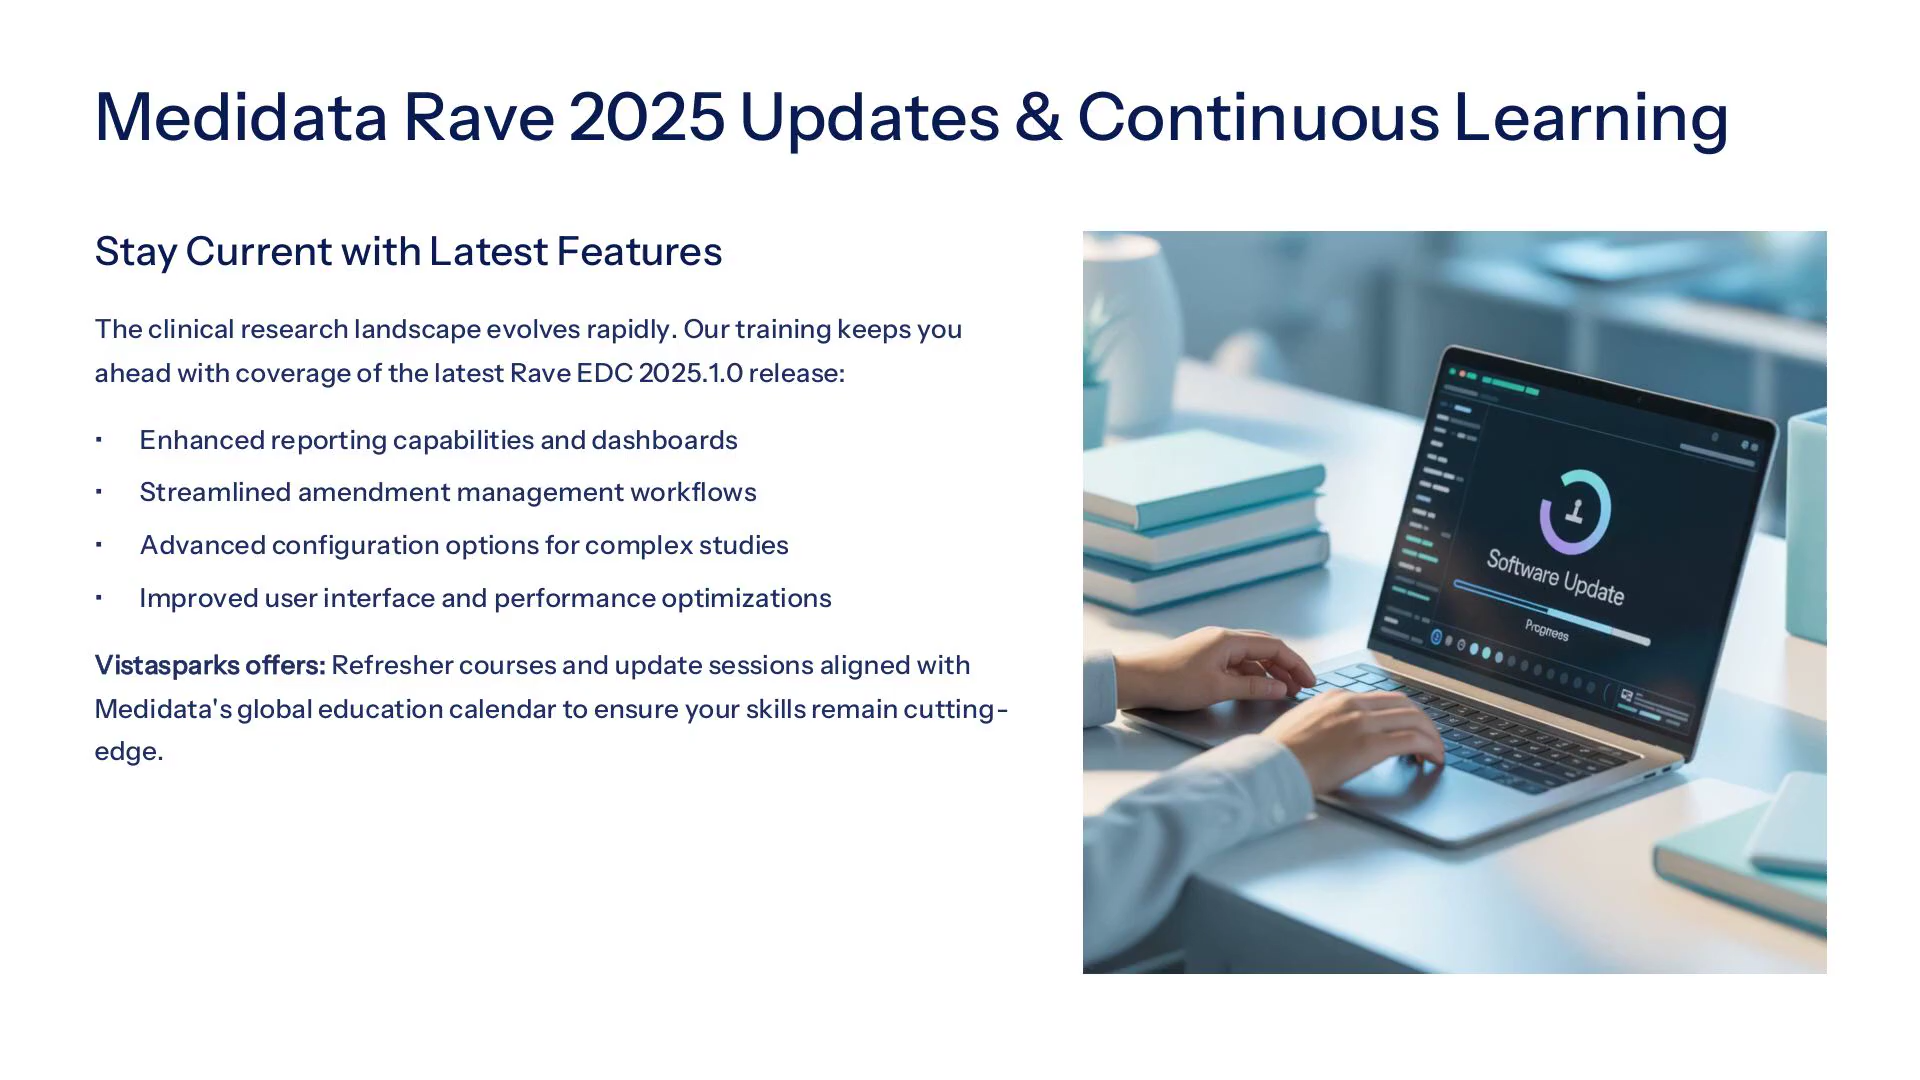 Medidata Rave 2025 Updates & Continuous Learning
Stay Current with Latest Features
The clinical research landscape evolves rapidly. Our training keeps you
ahead with coverage of the latest Rave EDC 2025.1.0 release:
▪ Enhanced reporting capabilities and dashboards
▪ Streamlined amendment management workflows
▪ Advanced configuration options for complex studies
▪ Improved user interface and performance optimizations
Vistasparks offers: Refresher courses and update sessions aligned with
Medidata's global education calendar to ensure your skills remain cutting-
edge.
Software Update
Progress